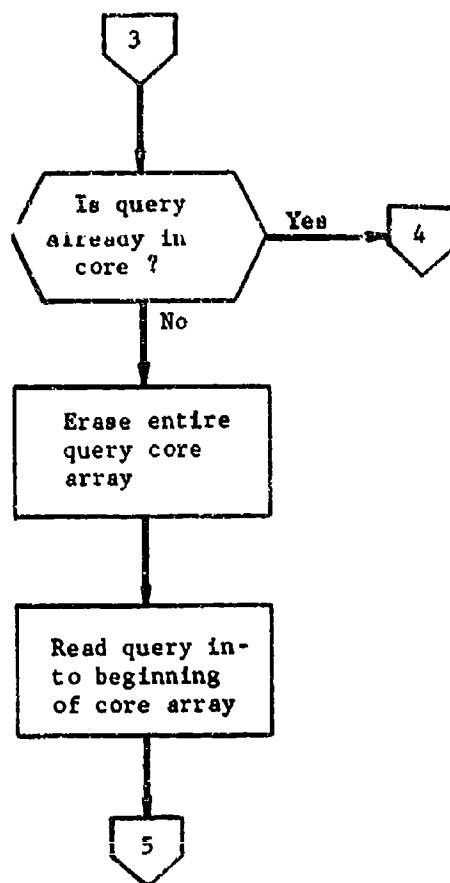 3
Is query
already in
core ?
Yes
4
No
Erase entire
query core
array
Read query in-
to beginning
of core array
5